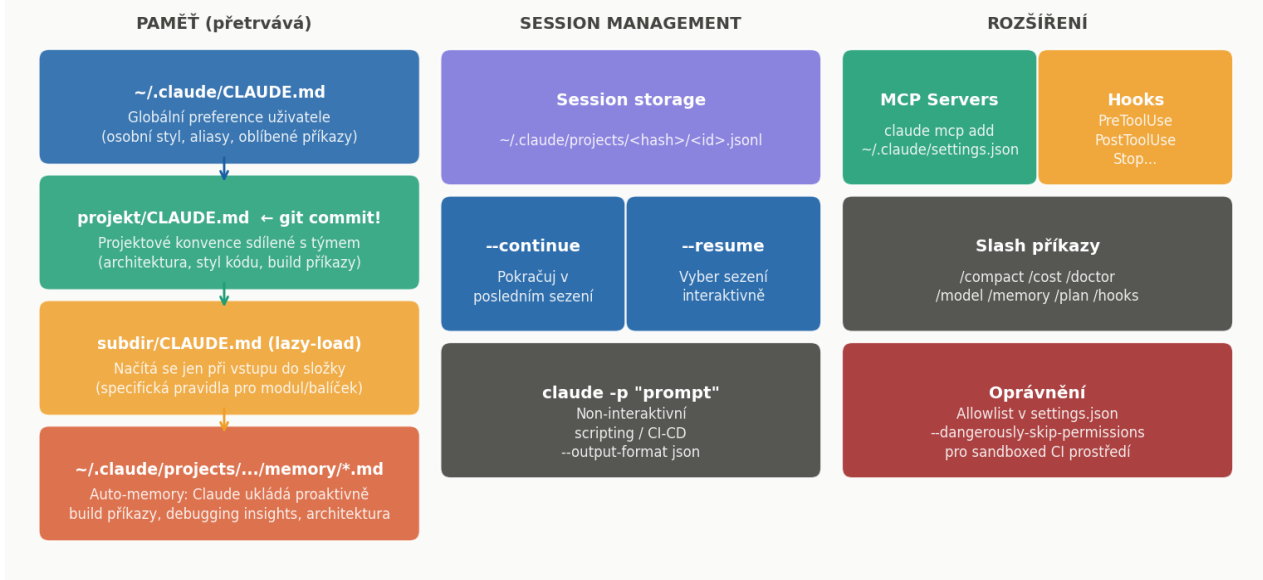 PAMĚŤ (přetrvává)
~/.claude/CLAUDE.md
Globální preference uživatele
(osobní styl, aliasy, oblíbené příkazy)
projekt/CLAUDE.md ← git commit!
Projektové konvence sdílené s týmem
(architektura, styl kódu, build příkazy)
subdir/CLAUDE.md (lazy-load)
Načítá se jen při vstupu do složky
(specifická pravidla pro modul/balíček)
~/.claude/projects/.../memory/*.md
Auto-memory: Claude ukládá proaktivně
build příkazy, debugging insights, architektura
SESSION MANAGEMENT
Session storage
~/.claude/projects/<hash>/<id>.jsonl
--continue
Pokračuj v
posledním sezení
--resume
Vyber sezení
interaktivně
claude -p "prompt"
Non-interaktivní
scripting / CI-CD
--output-format json
ROZŠÍŘENÍ
MCP Servers
claude mcp add
~/.claude/settings.json
Hooks
PreToolUse
PostToolUse
Stop...
Slash příkazy
/compact /cost /doctor
/model /memory /plan /hooks
Oprávnění
Allowlist v settings.json
--dangerously-skip-permissions
pro sandboxed CI prostředí